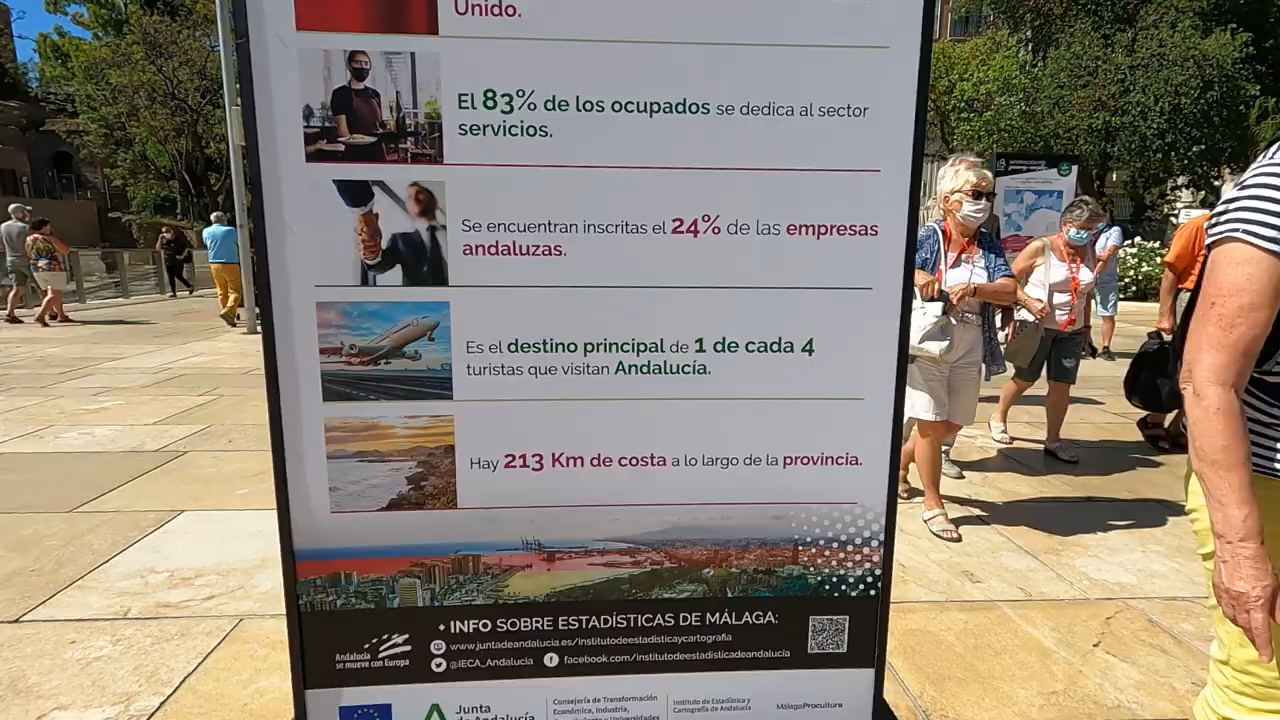 Unido.
El 83% de los ocupados se dedica al sector
servicios.
Se encuentran inscritas el 24% de las empresas
andaluzas.
Es el destino principal de 1 de cada 4
turistas que visitan Andalucía.
Hay 213 Km de costa a lo largo de la provincia.
+ INFO SOBRE ESTADÍSTICAS DE MÁLAGA:
www.juntadeandalucia.es/institutodeestadisticaycartografia
@IECA_Andalucia facebook.com/institutodeestadisticadeandalucia
Andalucía
se mueve con Europa
Junta
de Andalucía
Consejería de Transformación
Económica, Industria,
Instituto de Estadística y
Cartografía de Andalucía
MálagaProcultura